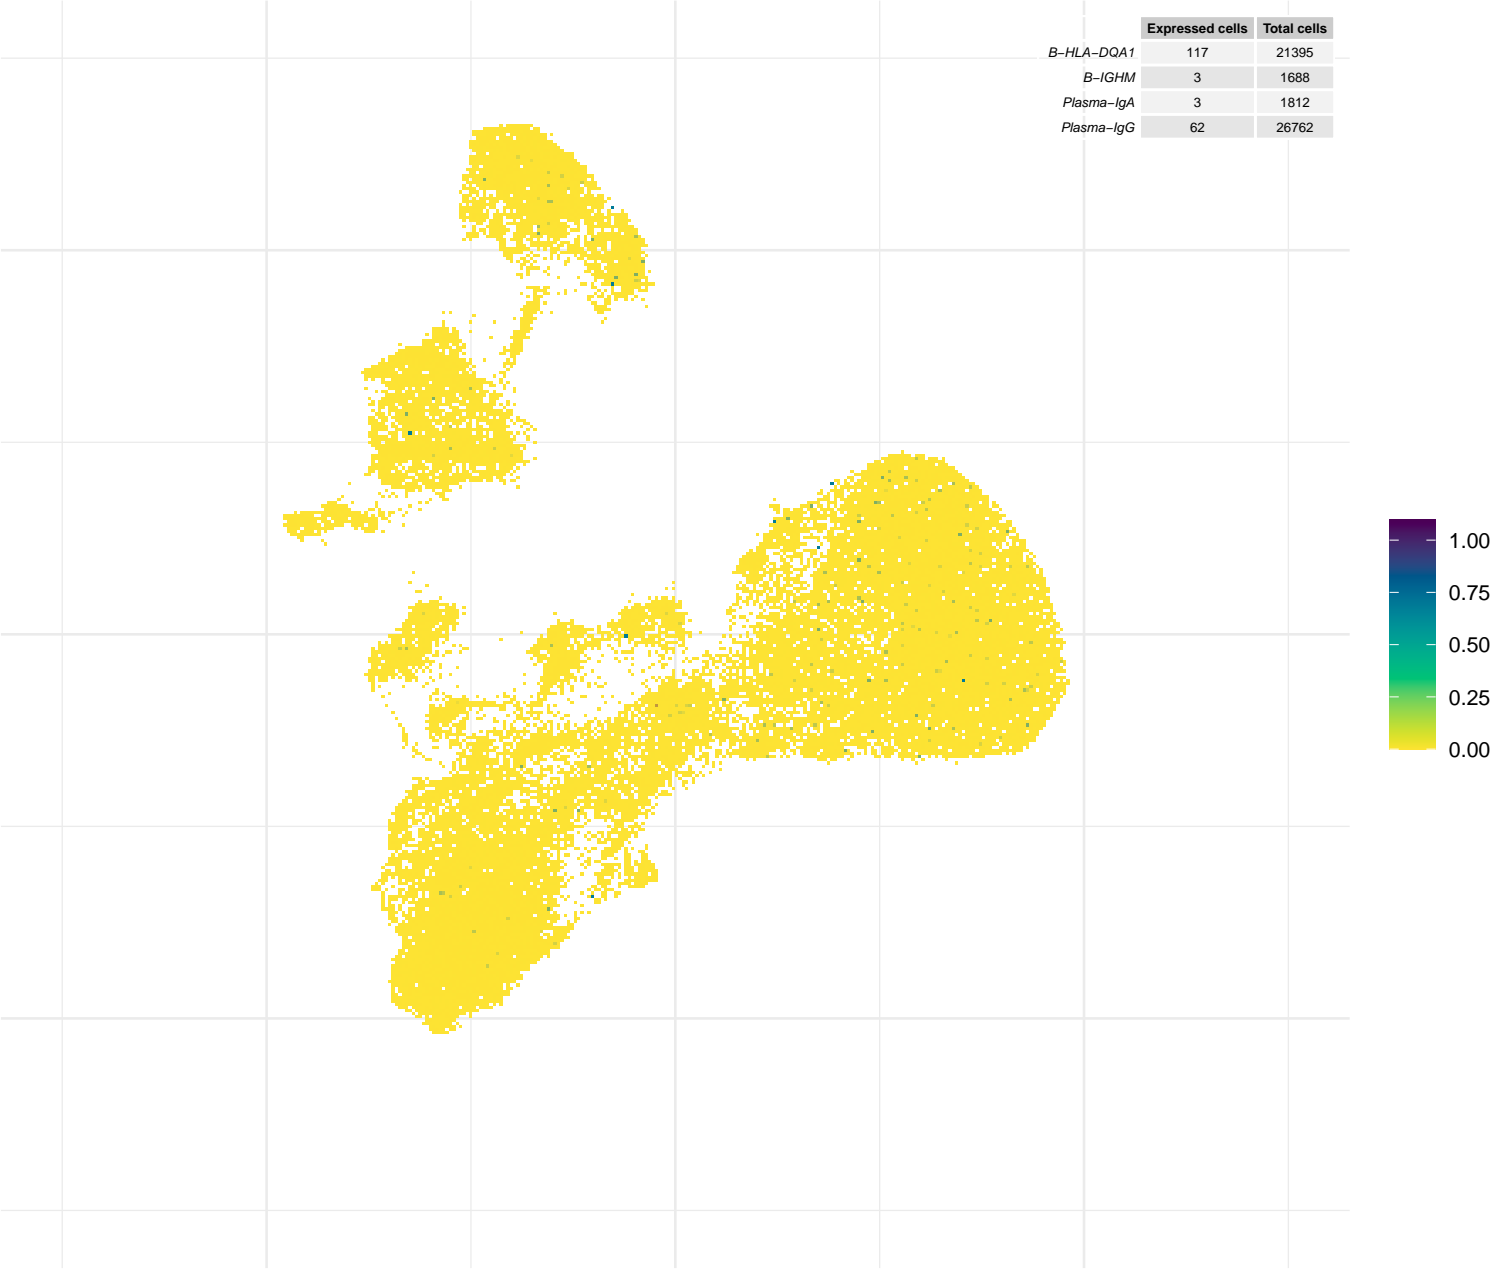 Expressed cells Total cells
B−HLA−DQA1 117 21395
B−IGHM 3 1688
Plasma−IgA 3 1812
Plasma−IgG 62 26762
1.00
0.75
0.50
0.25
0.00